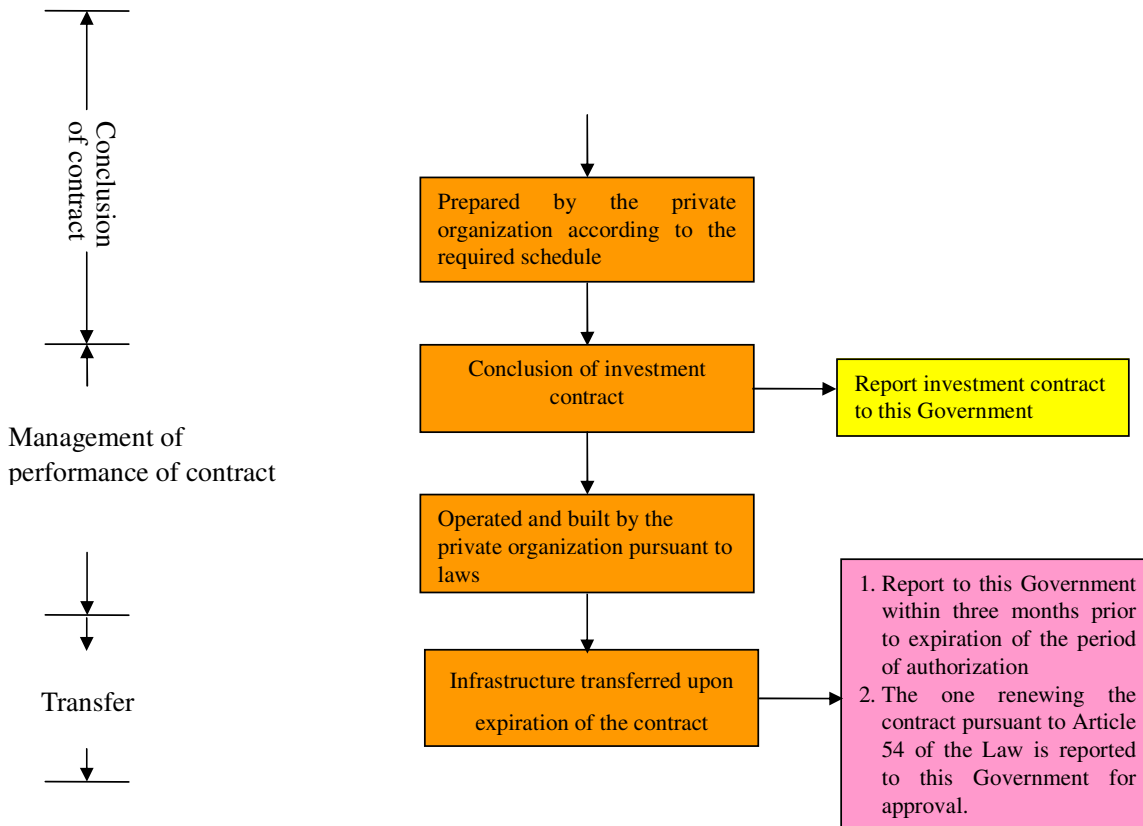 Conclusion
of contract
Prepared by the private
organization according to the
required schedule
Conclusion of investment
contract
Report investment contract
to this Government
Management of
performance of contract
Operated and built by the
private organization pursuant to
laws
Transfer
Infrastructure transferred upon
expiration of the contract
1. Report to this Government
within three months prior
to expiration of the period
of authorization
2. The one renewing the
contract pursuant to Article
54 of the Law is reported
to this Government for
approval.